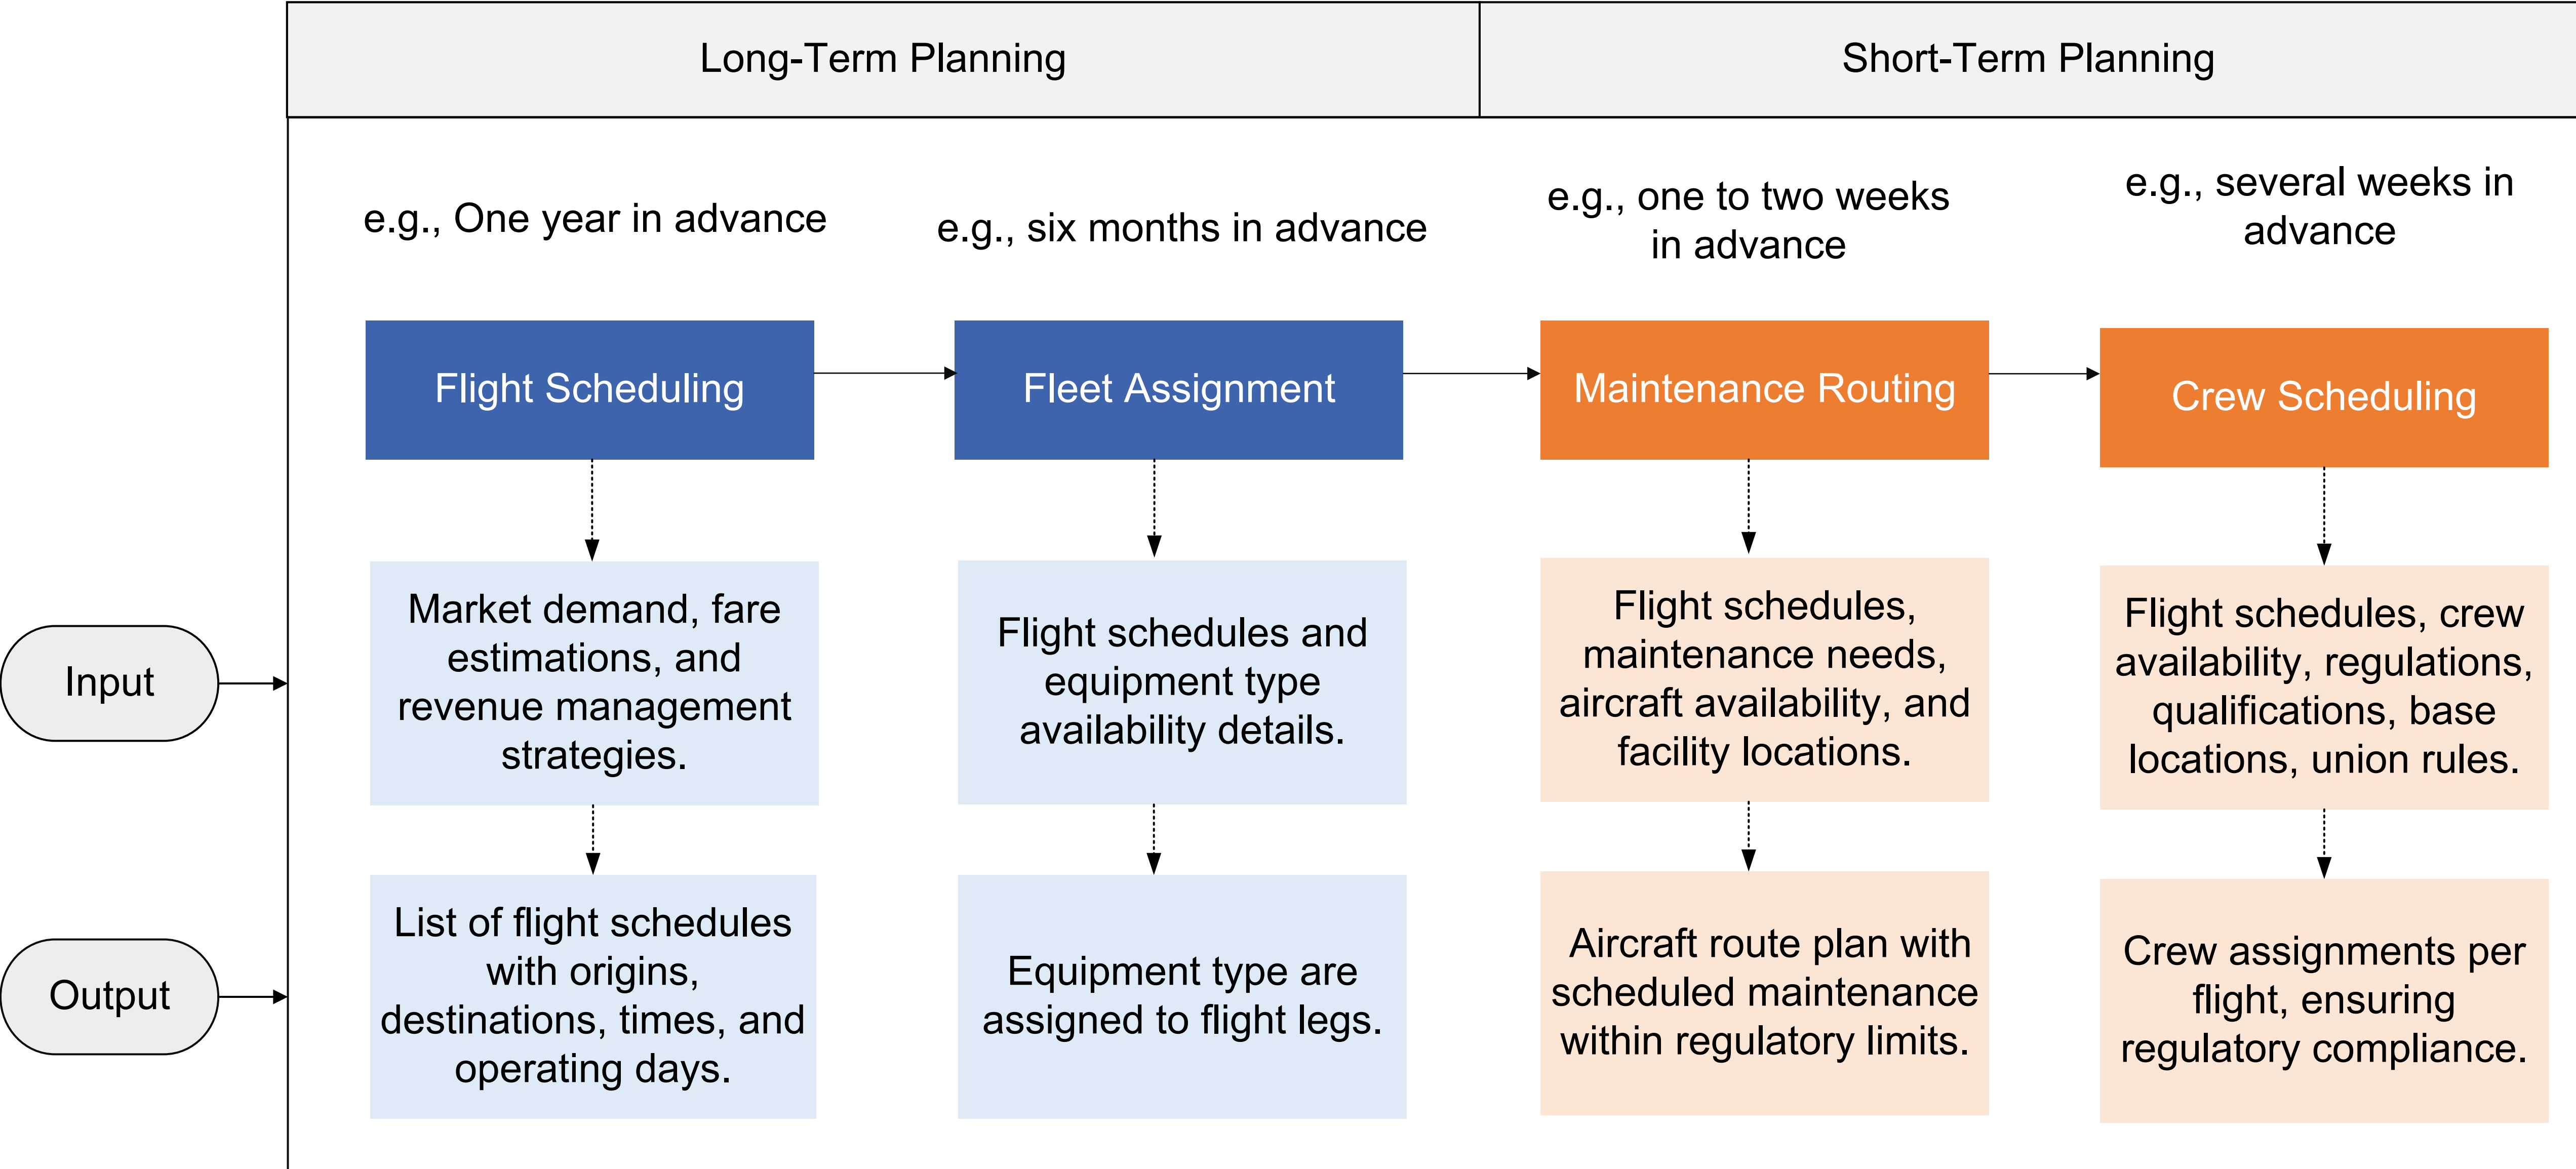 Long-Term Planning
Short-Term Planning
e.g., One year in advance
e.g., six months in advance
e.g., one to two weeks
in advance
e.g., several weeks in
advance
Flight Scheduling
Fleet Assignment
Maintenance Routing
Crew Scheduling
Input
Market demand, fare
estimations, and
revenue management
strategies.
Flight schedules and
equipment type
availability details.
Flight schedules,
maintenance needs,
aircraft availability, and
facility locations.
Flight schedules, crew
availability, regulations,
qualifications, base
locations, union rules.
Output
List of flight schedules
with origins,
destinations, times, and
operating days.
Equipment type are
assigned to flight legs.
Aircraft route plan with
scheduled maintenance
within regulatory limits.
Crew assignments per
flight, ensuring
regulatory compliance.